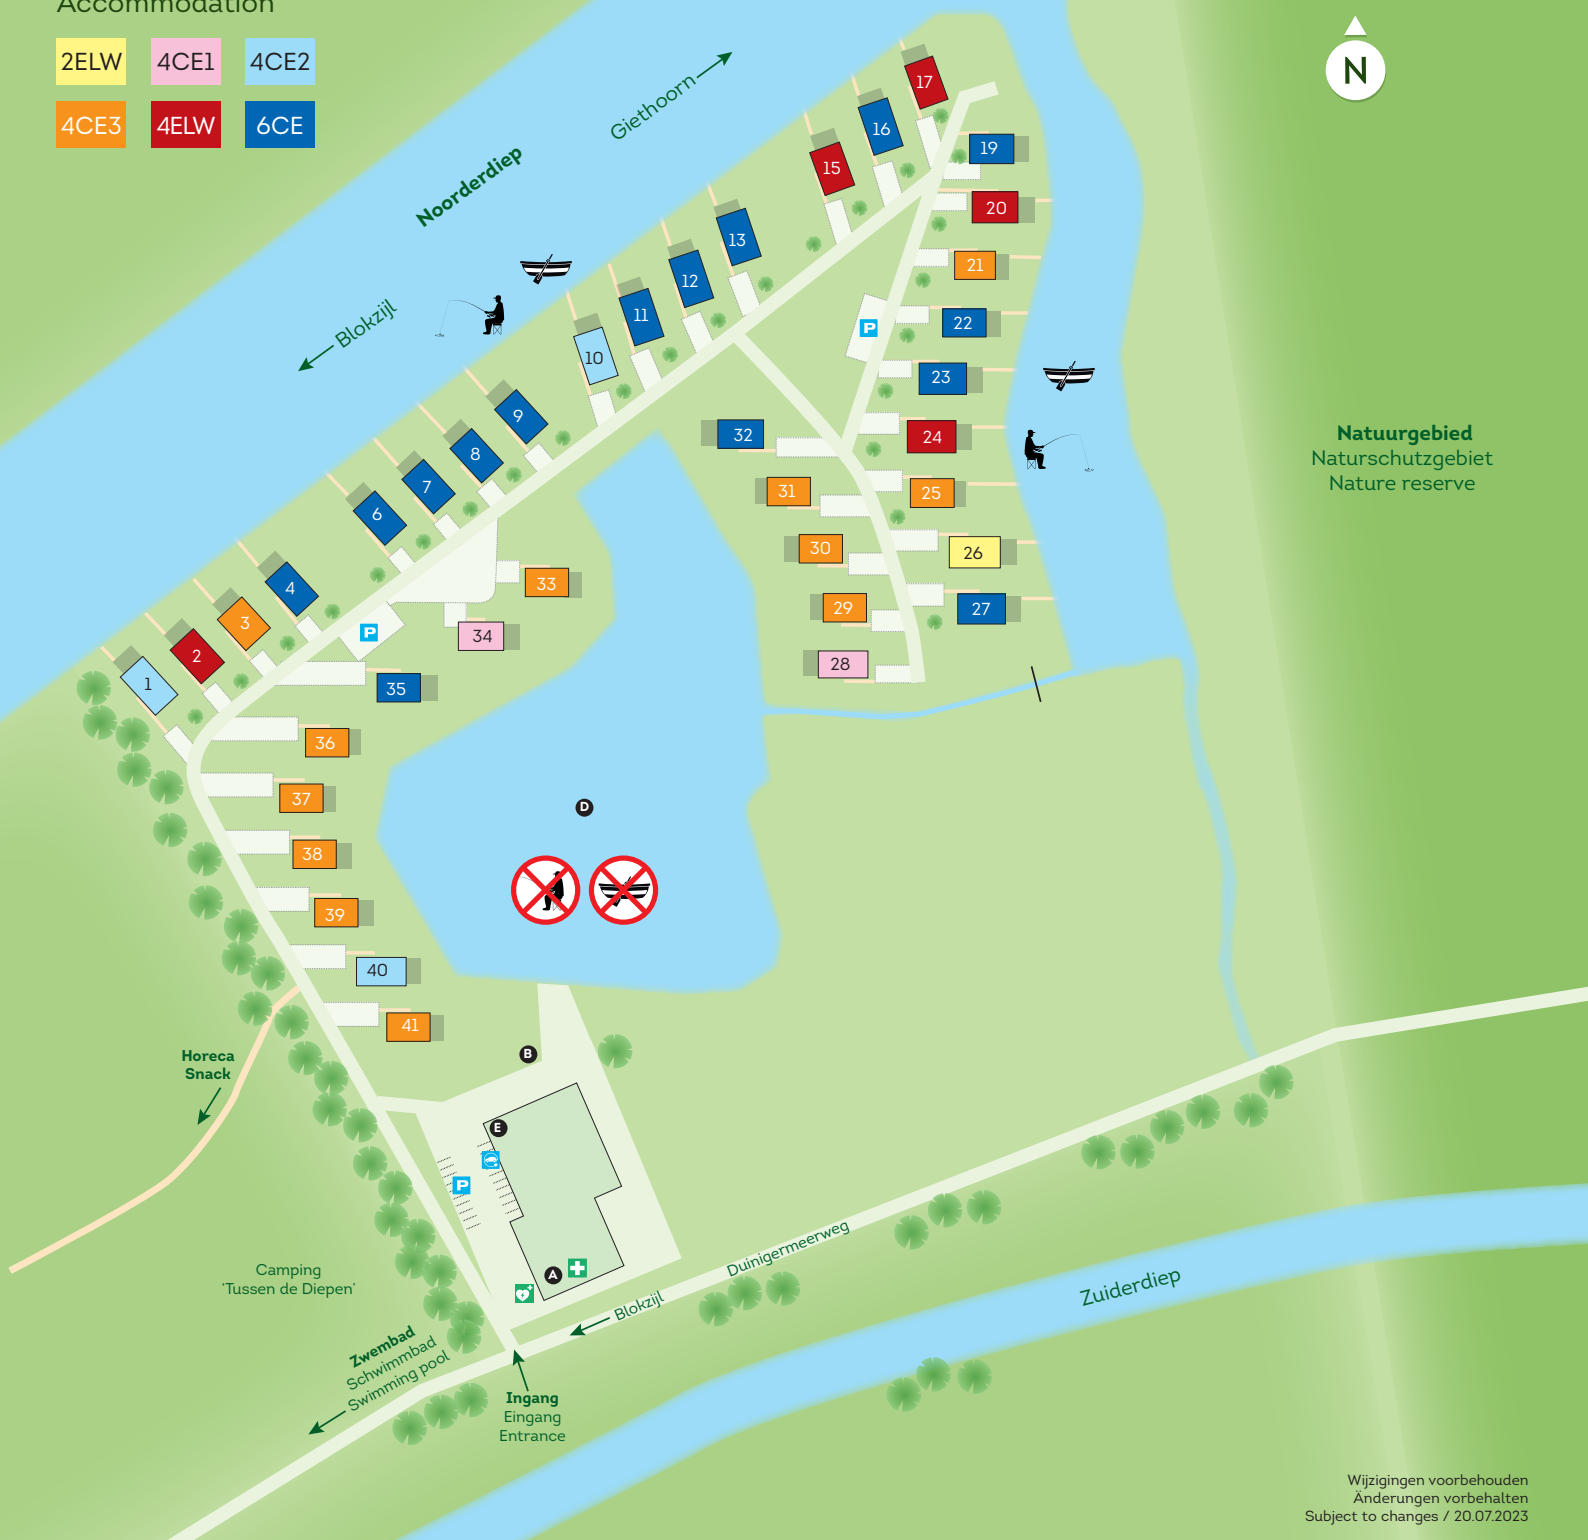 Accommodation
2ELW 4CE1 4CE2
4CE3 4ELW 6CE
N
Giethoorn
Noorderdiep
Blokzijl
17
16
15
19
20
13
21
12
11
22
P
10
23
9
32
24
8
31
25
7
6
30
26
33
4
29
27
3
P
34
2
28
1
35
36
37
38
39
40
41
D
Natuurgebied
Naturschutzgebiet
Nature reserve
B
Horeca
Snack
E
P
A
Camping
'Tussen de Diepen'
Duinigermeerweg
Blokzijl
Zuiderdiep
Zwembad
Schwimmbad
Swimming pool
Ingang
Eingang
Entrance
Wijzigingen voorbehouden
Änderungen vorbehalten
Subject to changes / 20.07.2023